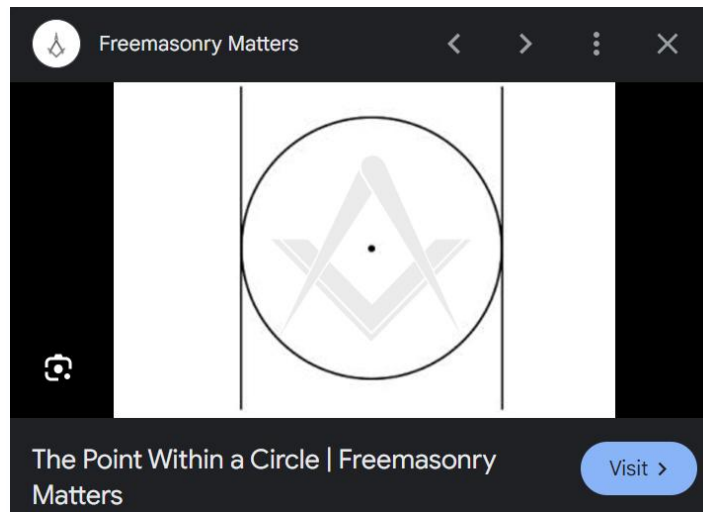 Freemasonry Matters
The Point Within a Circle | Freemasonry
Matters
Visit >